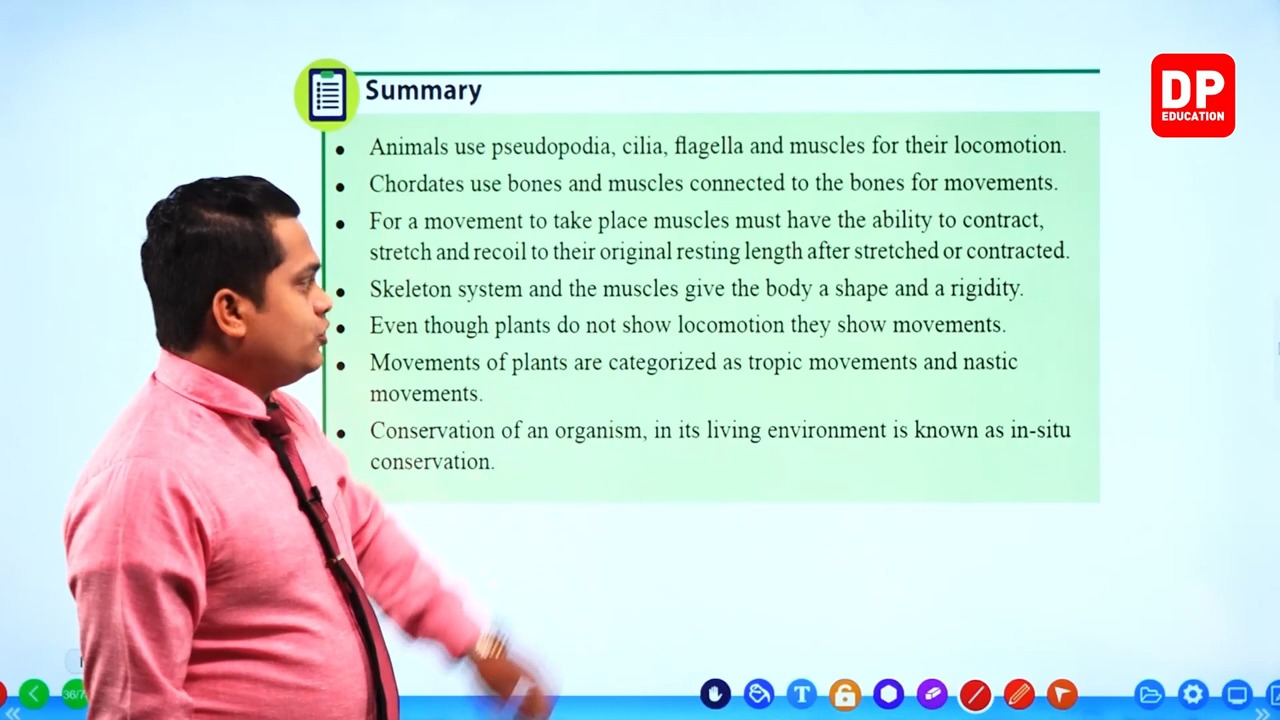 DP
EDUCATION
Summary
• Animals use pseudopodia, cilia, flagella and muscles for their locomotion.
• Chordates use bones and muscles connected to the bones for movements.
• For a movement to take place muscles must have the ability to contract,
stretch and recoil to their original resting length after stretched or contracted.
• Skeleton system and the muscles give the body a shape and a rigidity.
• Even though plants do not show locomotion they show movements.
• Movements of plants are categorized as tropic movements and nastic
movements.
• Conservation of an organism, in its living environment is known as in-situ
conservation.
36/7
T